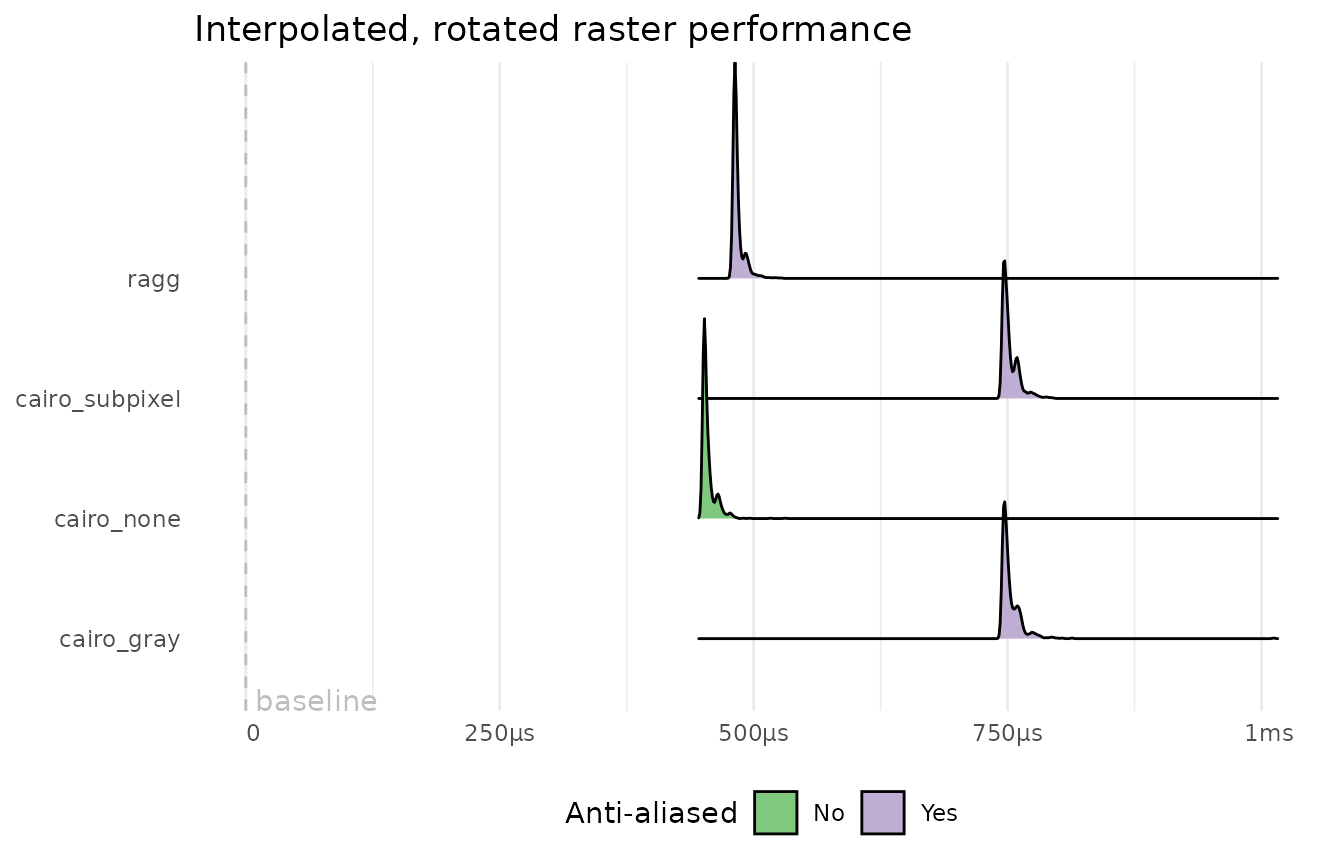 Interpolated, rotated raster performance
ragg
cairo_subpixel
cairo_none
cairo_gray
baseline
0 250µs 500µs 750µs 1ms
Anti-aliased No Yes